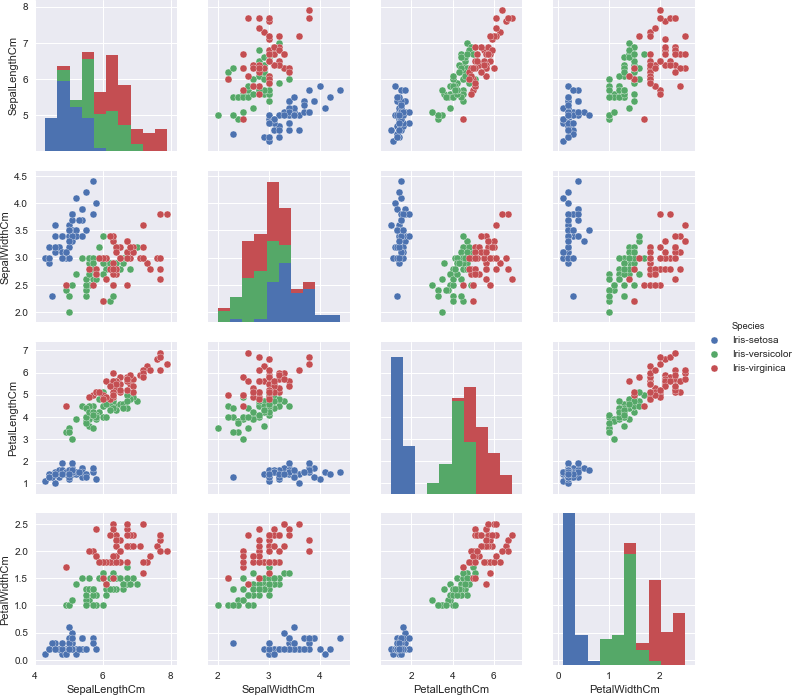 8
7
6
5
SepalLengthCm
4.5
4.0
3.5
3.0
2.5
2.0
SepalWidthCm
Species
Iris-setosa
Iris-versicolor
Iris-virginica
7
6
5
4
3
2
1
PetalLengthCm
2.5
2.0
1.5
1.0
0.5
0.0
PetalWidthCm
4 6 8
SepalLengthCm
2 3 4
SepalWidthCm
2 4 6
PetalLengthCm
0 1 2
PetalWidthCm